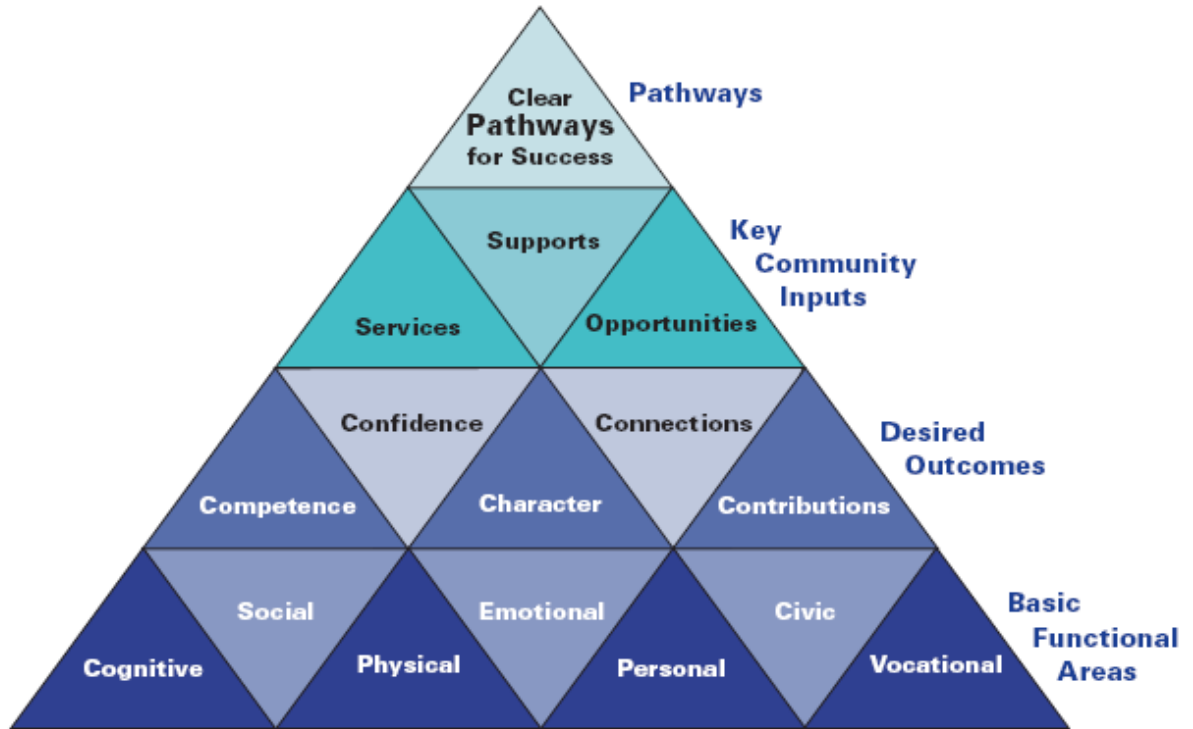 Clear
Pathways
for Success
Pathways
Supports
Services
Opportunities
Key
Community
Inputs
Confidence
Connections
Competence
Character
Contributions
Desired
Outcomes
Social
Emotional
Civic
Cognitive
Physical
Personal
Vocational
Basic
Functional
Areas